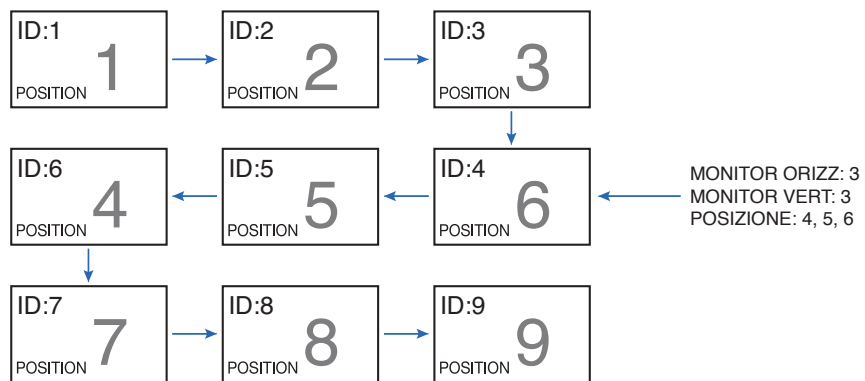 ID:1
1
POSITION
ID:2
2
POSITION
ID:3
3
POSITION
ID:6
4
POSITION
ID:5
5
POSITION
ID:4
6
POSITION
MONITOR ORIZZ: 3
MONITOR VERT: 3
POSIZIONE: 4, 5, 6
ID:7
7
POSITION
ID:8
8
POSITION
ID:9
9
POSITION